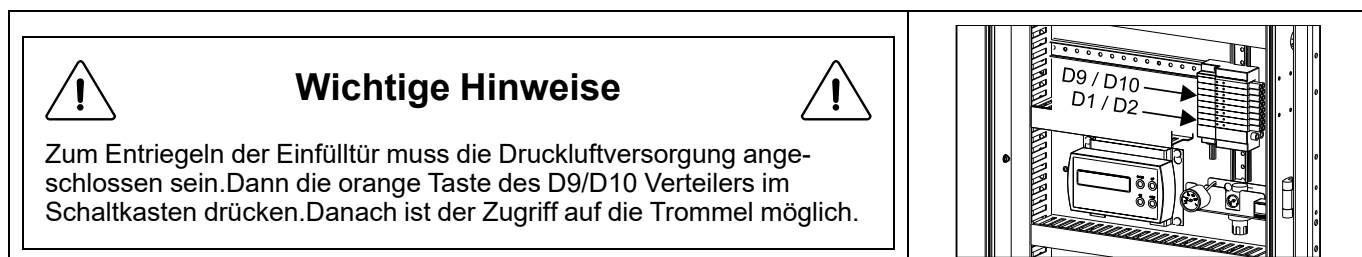 Wichtige Hinweise
Zum Entriegeln der Einfülltür muss die Druckluftversorgung ange-
schlossen sein.Dann die orange Taste des D9/D10 Verteilers im
Schaltkasten drücken.Danach ist der Zugriff auf die Trommel möglich.
D9 / D10
D1 / D2